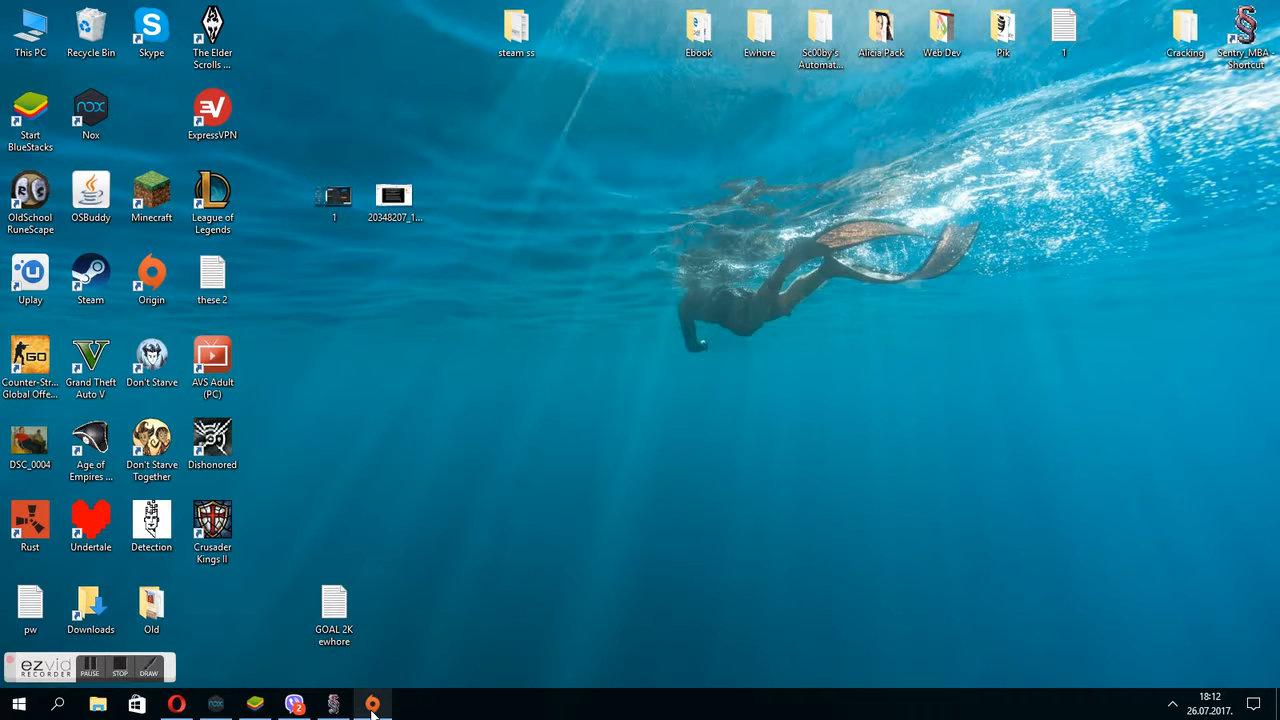 This PC
Recycle Bin
Skype
The Elder
Scrolls ...
steam ss
Ebook
Ewhore
Sc00by's
Automat...
Alicia Pack
Web Dev
Pik
1
Cracking
Sentry_MBA -
Shortcut
Start
BlueStacks
nox
Nox
ExpressVPN
OldSchool
RuneScape
OSBuddy
Minecraft
League of
Legends
1
20348207_1...
Uplay
Steam
Origin
these 2
GO
Counter-Str...
Global Offe...
Grand Theft
Auto V
Don't Starve
AVS Adult
(PC)
DSC_0004
Age of
Empires ...
Don't Starve
Together
Dishonored
Rust
Undertale
Detection
Crusader
Kings II
pw
Downloads
Old
GOAL 2K
ewhore
ezvid
RECORDER
PAUSE
STOP
DRAW
nox
2
18:12
26.07.2017.